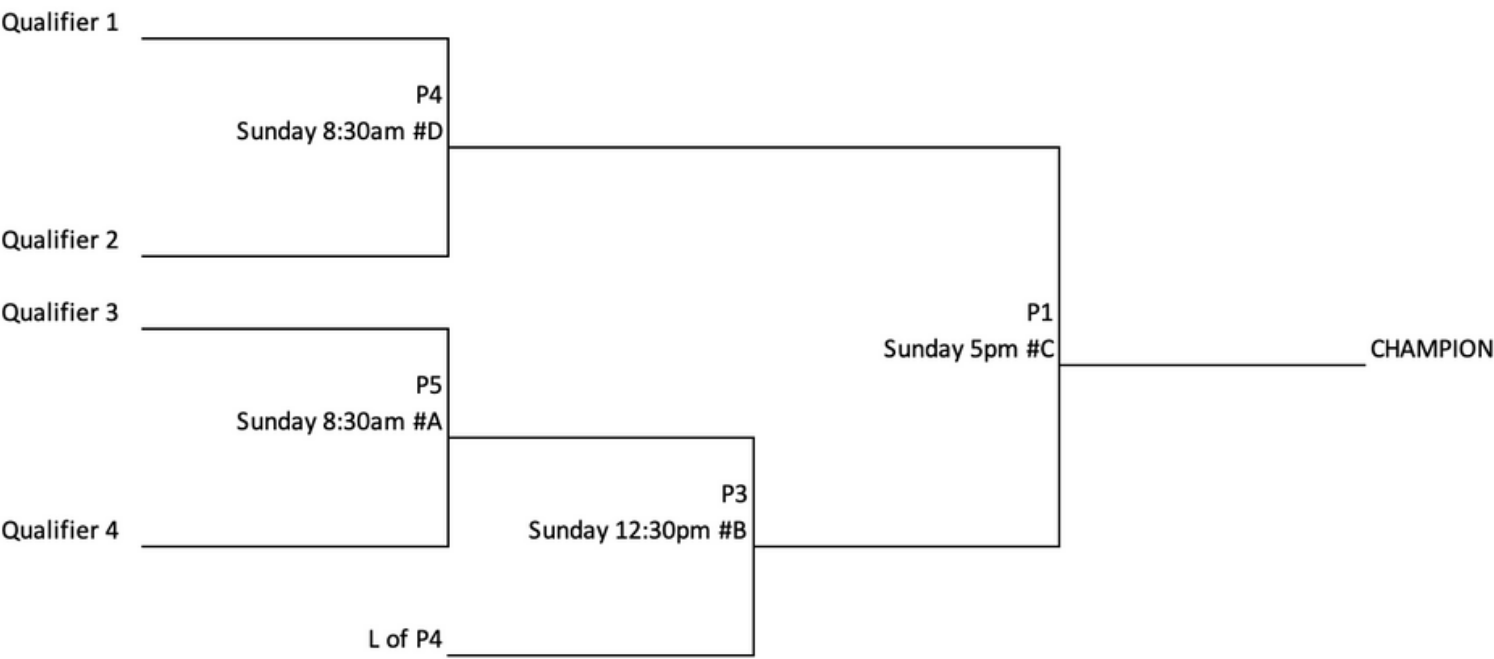 Qualifier 1
P4
Sunday 8:30am #D
Qualifier 2
Qualifier 3
P1
Sunday 5pm #C
CHAMPION
P5
Sunday 8:30am #A
P3
Qualifier 4
Sunday 12:30pm #B
L of P4